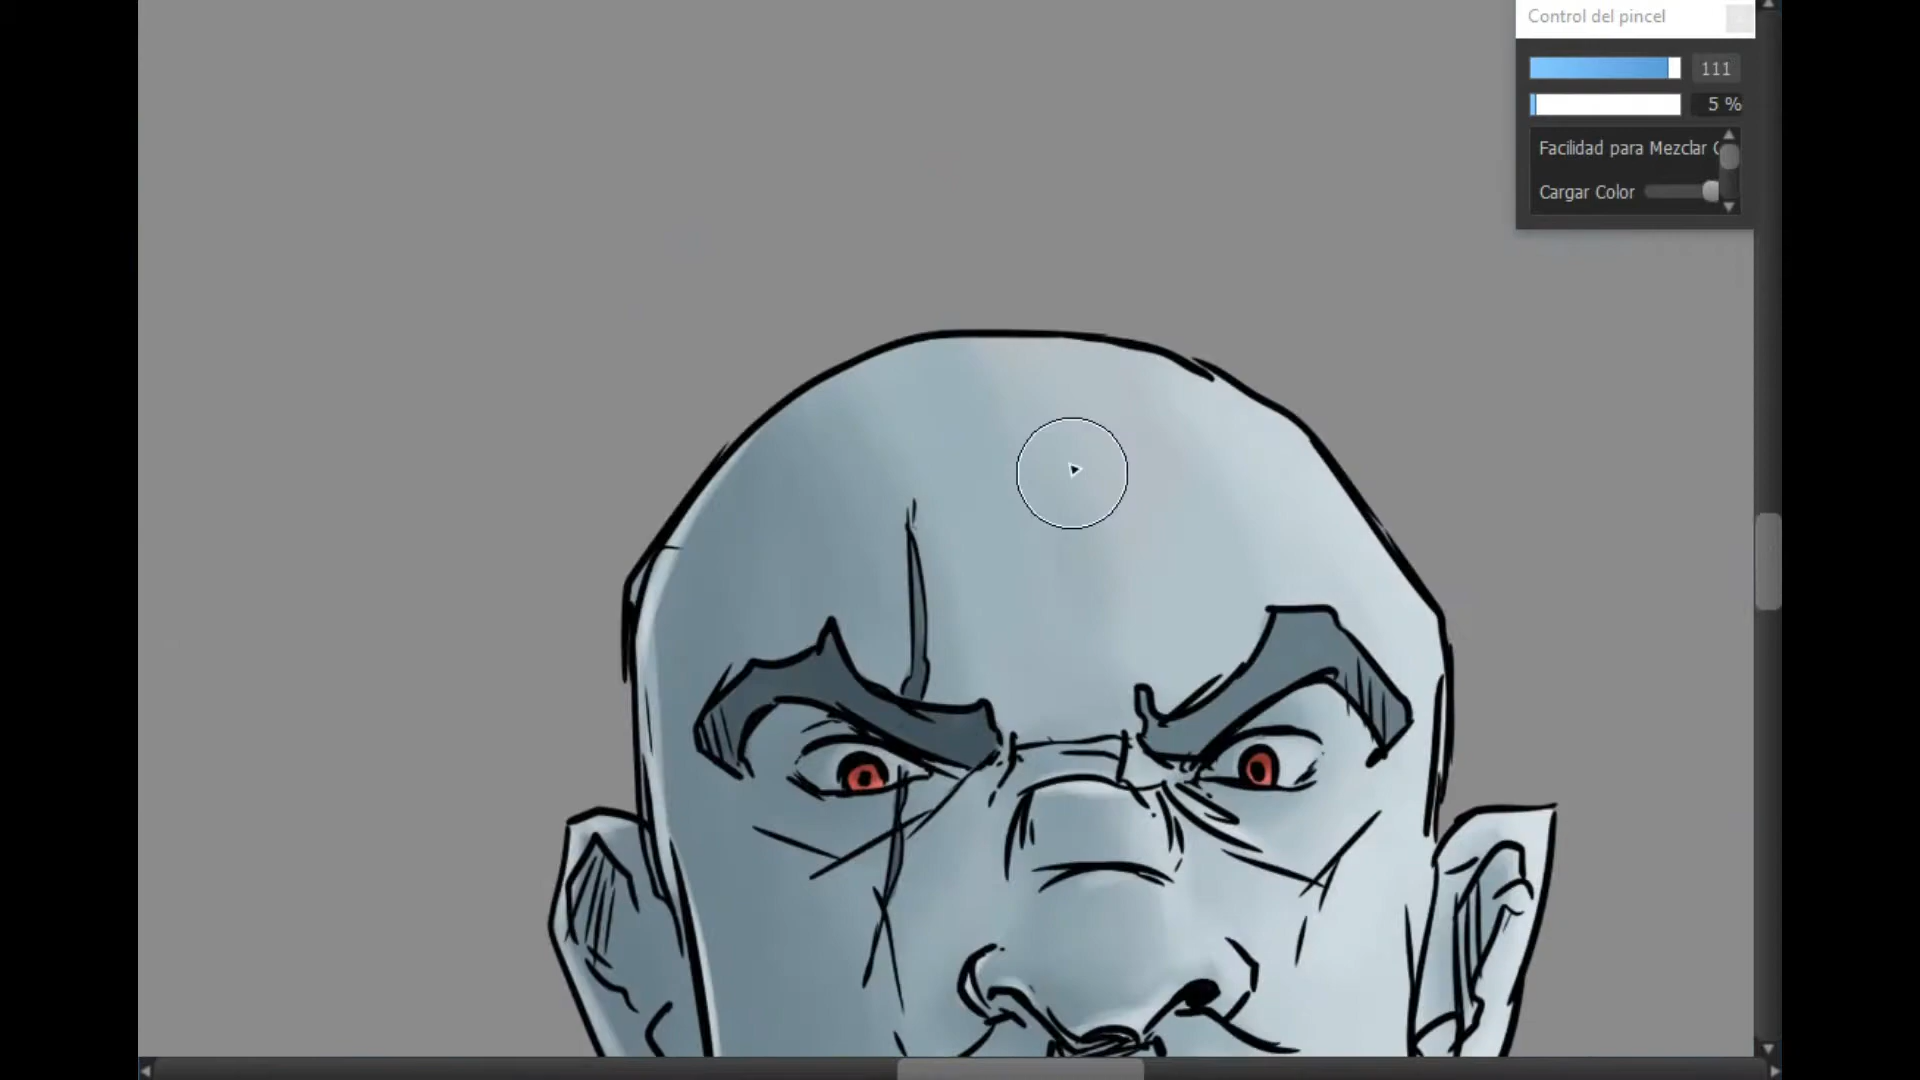 Control del pincel
111
5 %
Facilidad para Mezclar
Cargar Color